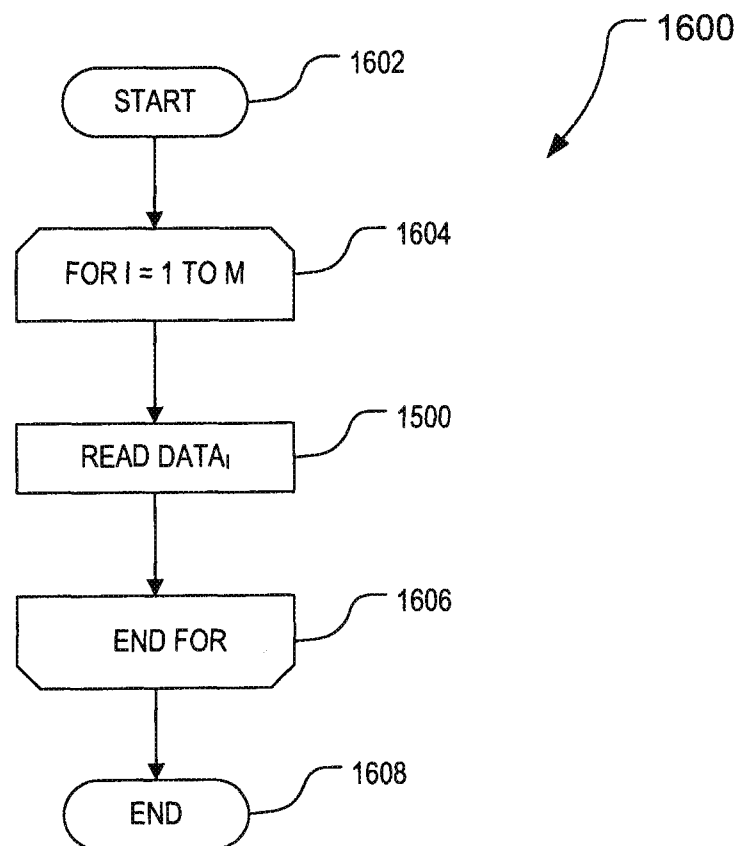 1600
1602
START
1604
FOR I = 1 TO M
1500
READ DATAI
1606
END FOR
1608
END